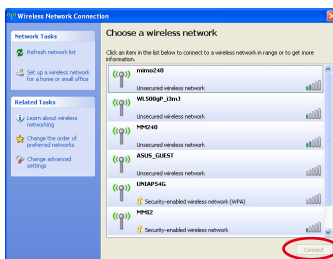 Wireless Network Connection
Network Tasks
Refresh network list
Set up a wireless network
for a home or small office
Related Tasks
Learn about wireless
networking
Change the order of
preferred networks
Change advanced
settings
Choose a wireless network
Click an item in the list below to connect to a wireless network in range or to get more
information.
mimo240
Unsecured wireless network
WL500gP_i3mJ
Unsecured wireless network
MM240
Unsecured wireless network
ASUS_GUEST
Unsecured wireless network
UNIAP54G
Security-enabled wireless network (WPA)
MMI2
Security-enabled wireless network
Connect